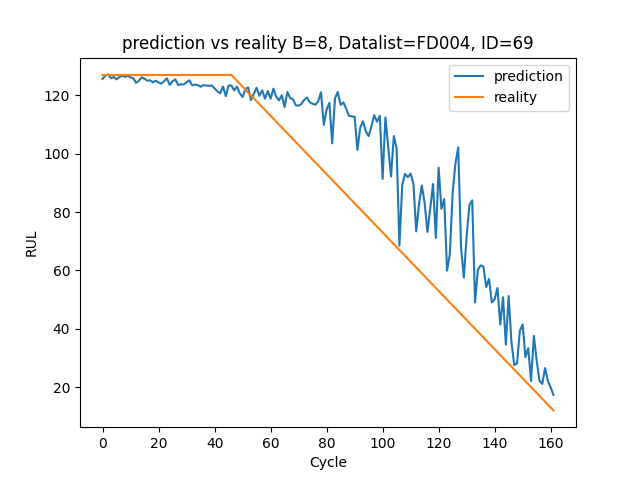 prediction vs reality B=8, Datalist=FD004, ID=69
prediction
reality
RUL
120
100
80
60
40
20
0 20 40 60 80 100 120 140 160
Cycle